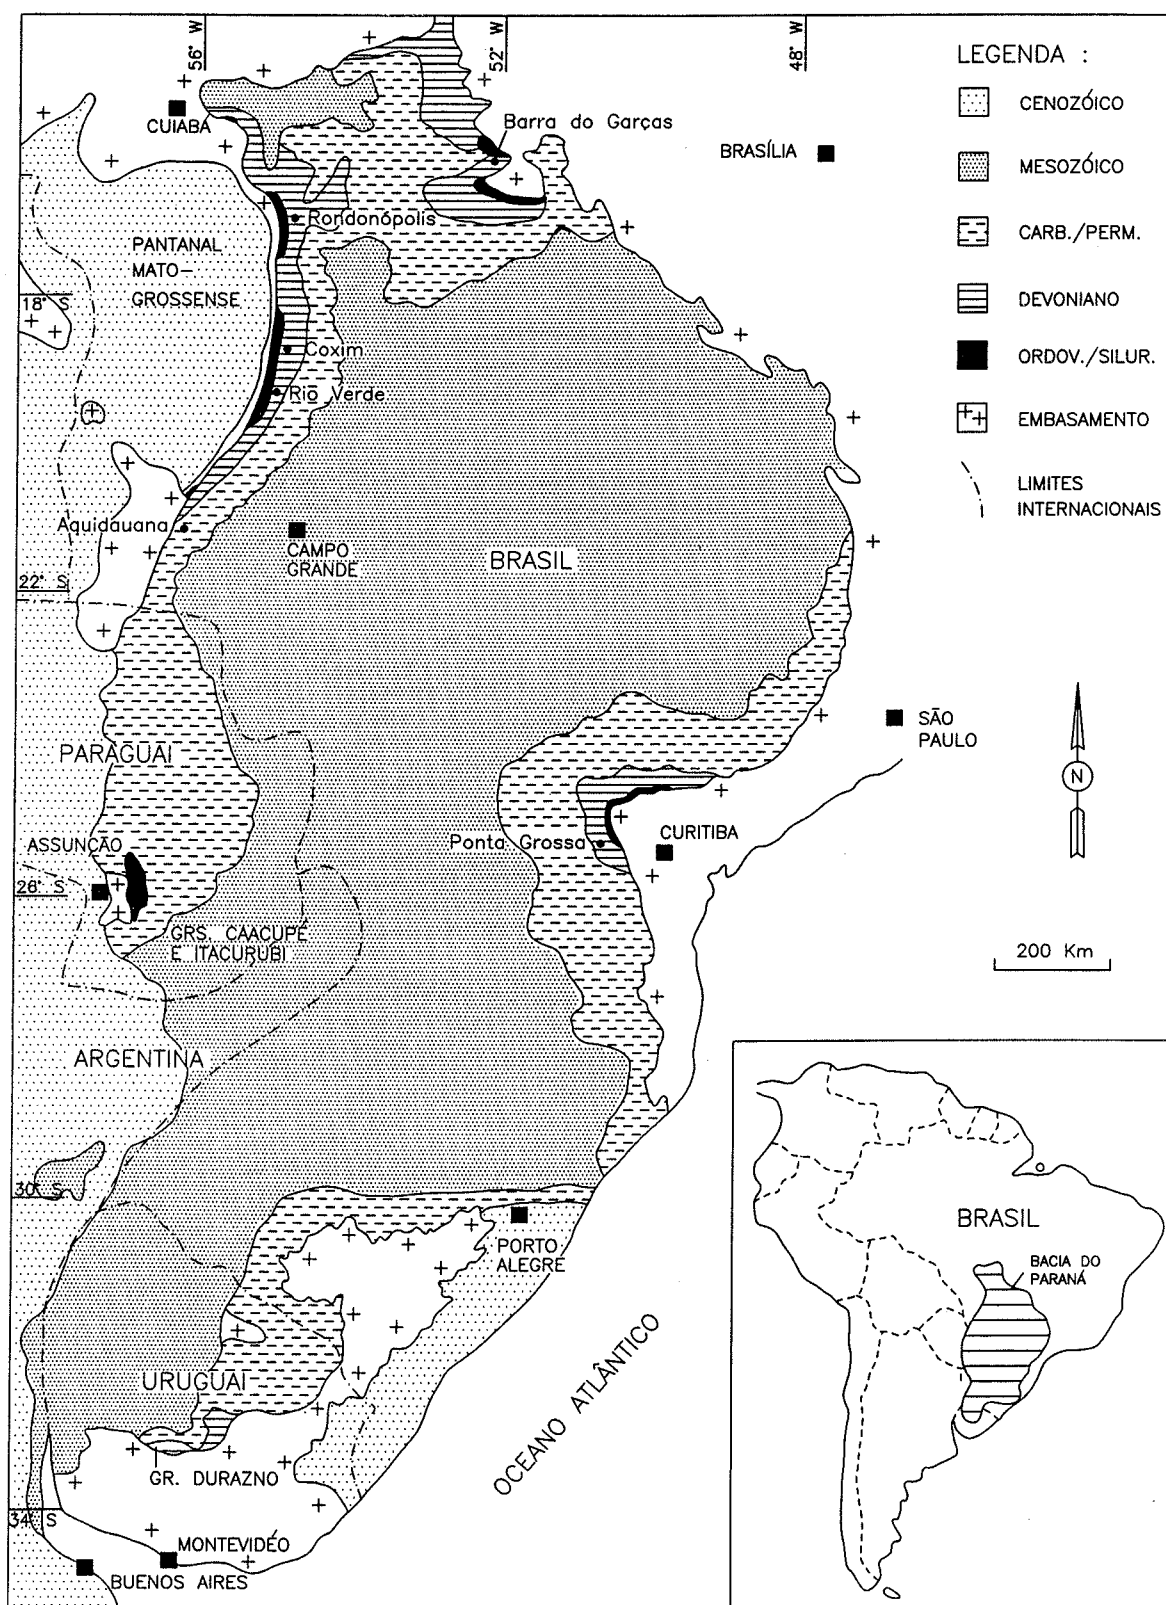 56° W
52° W
48° W
LEGENDA :
CENOZÓICO
MESOZÓICO
CARB./PERM.
DEVONIANO
ORDOV./SILUR.
EMBASAMENTO
LIMITES
INTERNACIONAIS
CUIABÁ
Barra do Garças
BRASÍLIA
Rondonópolis
PANTANAL
MATO-
GROSSENSE
18° S
Coxim
Rio Verde
Aquidauana
CAMPO
GRANDE
BRASIL
22° S
SÃO
PAULO
PARAGUAI
N
ASSUNÇÃO
Ponta Grossa
CURITIBA
26° S
GRS. CAACUPÉ
E ITACURUBI
200 Km
ARGENTINA
30° S
PORTO
ALEGRE
BRASIL
BACIA DO
PARANÁ
URUGUAI
OCEANO ATLÂNTICO
GR. DURAZNO
34° S
MONTEVIDÉO
BUENOS AIRES